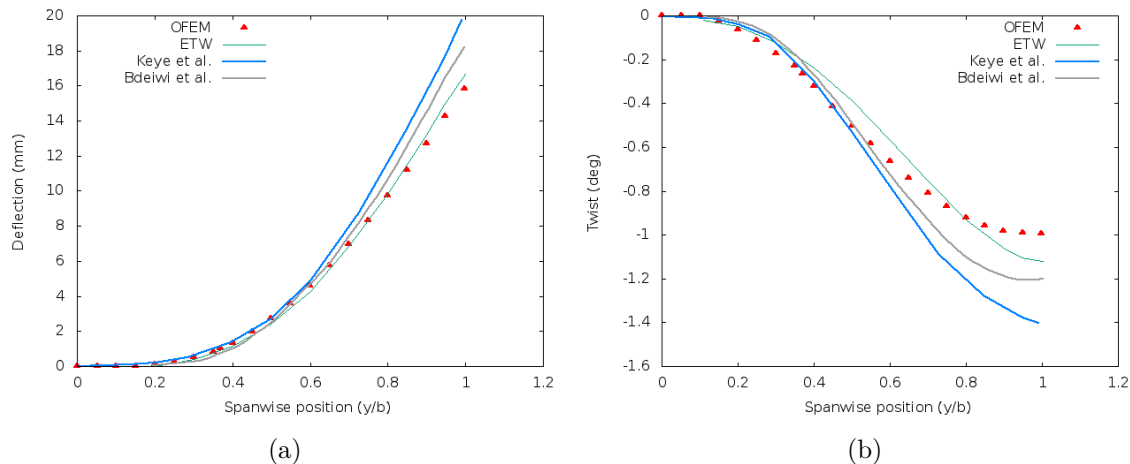 20
18
16
14
12
10
8
6
4
2
0
Deflection (mm)
OFEM
ETW
Keye et al.
Bdeiwi et al.
0 0.2 0.4 0.6 0.8 1 1.2
Spanwise position (y/b)
(a)
0
-0.2
-0.4
-0.6
-0.8
-1
-1.2
-1.4
-1.6
Twist (deg)
OFEM
ETW
Keye et al.
Bdeiwi et al.
0 0.2 0.4 0.6 0.8 1 1.2
Spanwise position (y/b)
(b)